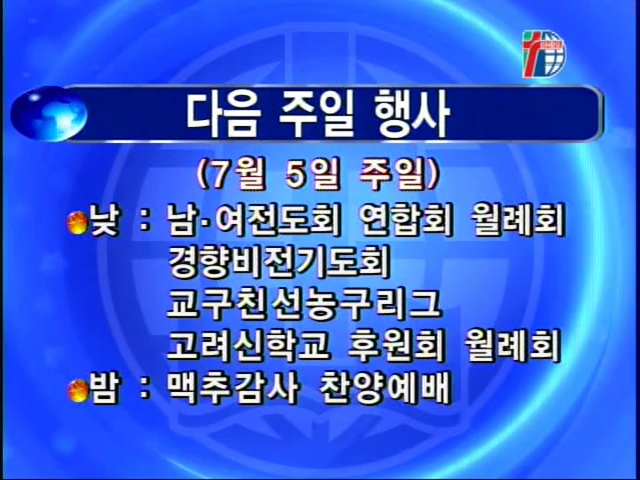 다음 주일 행사
(7월 5일 주일)
낮 : 남·여전도회 연합회 월례회
경향비전기도회
교구친선농구리그
고려신학교 후원회 월례회
밤 : 맥추감사 찬양예배